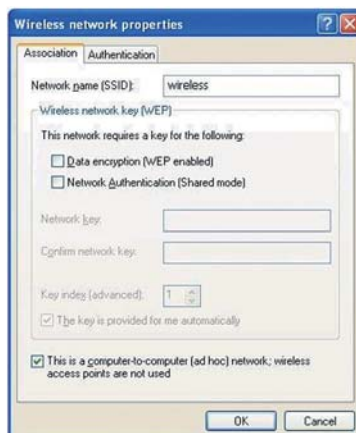 Wireless network properties
Association Authentication
Network name (SSID): wireless
Wireless network key (WEP)
This network requires a key for the following:
Data encryption (WEP enabled)
Network Authentication (Shared mode)
Network key:
Confirm network key:
Key index (advanced): 1
The key is provided for me automatically
This is a computer-to-computer (ad hoc) network; wireless
access points are not used
OK Cancel